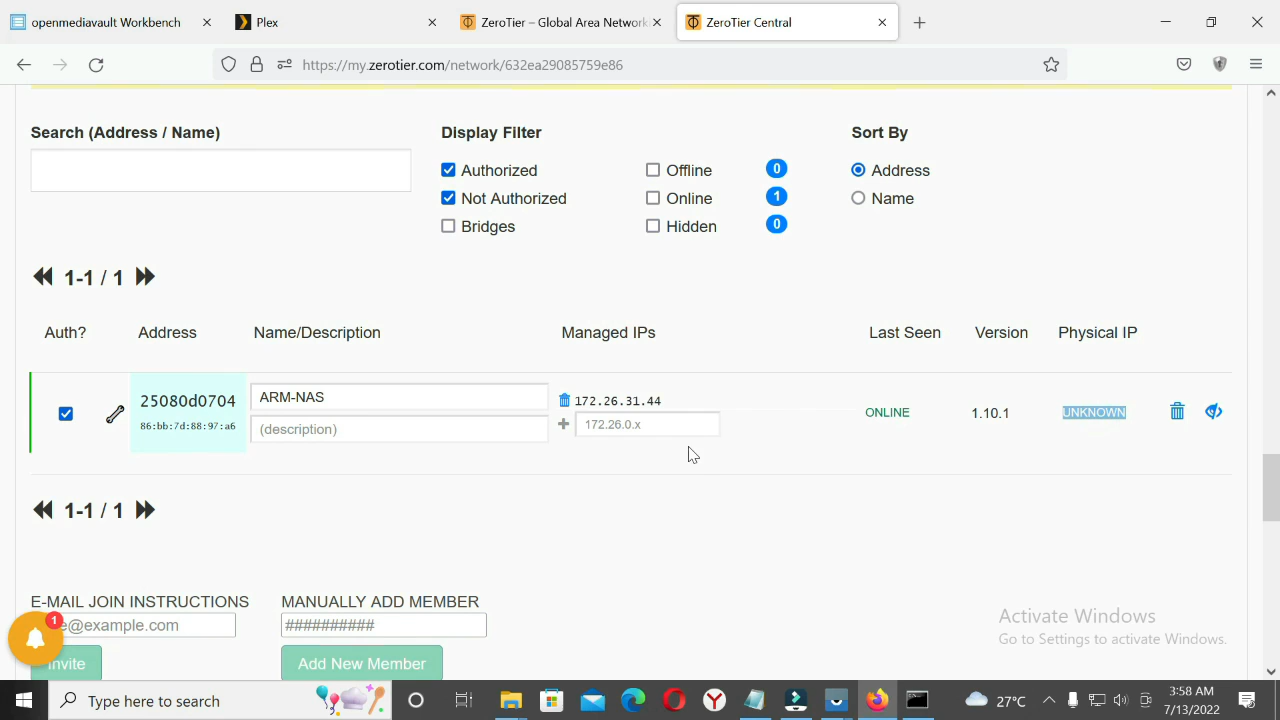 openmediavault Workbench
Plex
ZeroTier – Global Area Network
ZeroTier Central
https://my.zerotier.com/network/632ea29085759e86
Search (Address / Name)
Display Filter
Sort By
Authorized
Offline
0
Address
Not Authorized
Online
1
Name
Bridges
Hidden
0
1-1 / 1
Auth?
Address
Name/Description
Managed IPs
Last Seen
Version
Physical IP
25080d0704
86:bb:7d:88:97:a6
ARM-NAS
(description)
172.26.31.44
172.26.0.x
ONLINE
1.10.1
UNKNOWN
1-1 / 1
E-MAIL JOIN INSTRUCTIONS
MANUALLY ADD MEMBER
e@example.com
##########
1
Invite
Add New Member
Activate Windows
Go to Settings to activate Windows.
Type here to search
27°C
3:58 AM
7/13/2022